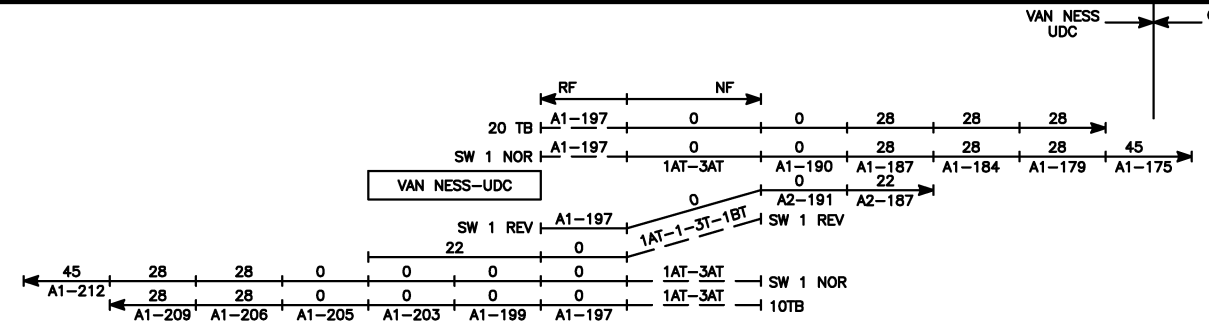 VAN NESS
UDC
RF NF
20 TB A1-197 0 0 28 28 28
SW 1 NOR A1-197 0 28 28 28 45
1AT-3AT A1-190 A1-187 A1-184 A1-179 A1-175
VAN NESS-UDC
0 0 22
A2-191 A2-187
SW 1 REV A1-197 1AT-1-3T-1BT SW 1 REV
22 0
45 28 28 0 0 0 0 1AT-3AT SW 1 NOR
A1-212
28 28 0 0 0 0 1AT-3AT 10TB
A1-209 A1-206 A1-205 A1-203 A1-199 A1-197